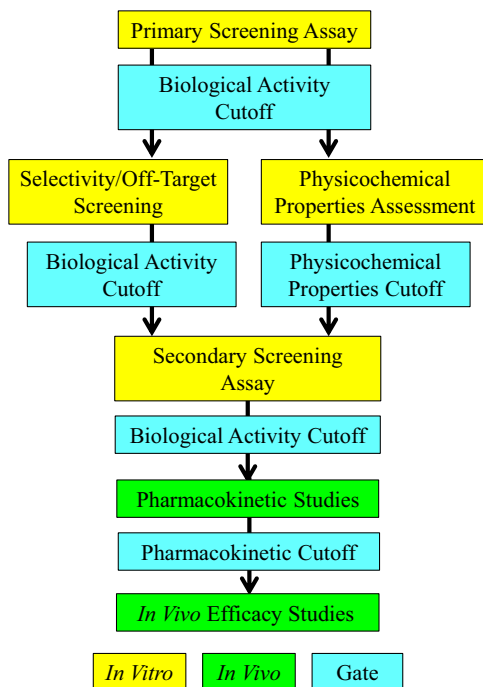 Primary Screening Assay
Biological Activity
Cutoff
Selectivity/Off-Target
Screening
Physicochemical
Properties Assessment
Biological Activity
Cutoff
Physicochemical
Properties Cutoff
Secondary Screening
Assay
Biological Activity Cutoff
Pharmacokinetic Studies
Pharmacokinetic Cutoff
In Vivo Efficacy Studies
In Vitro
In Vivo
Gate